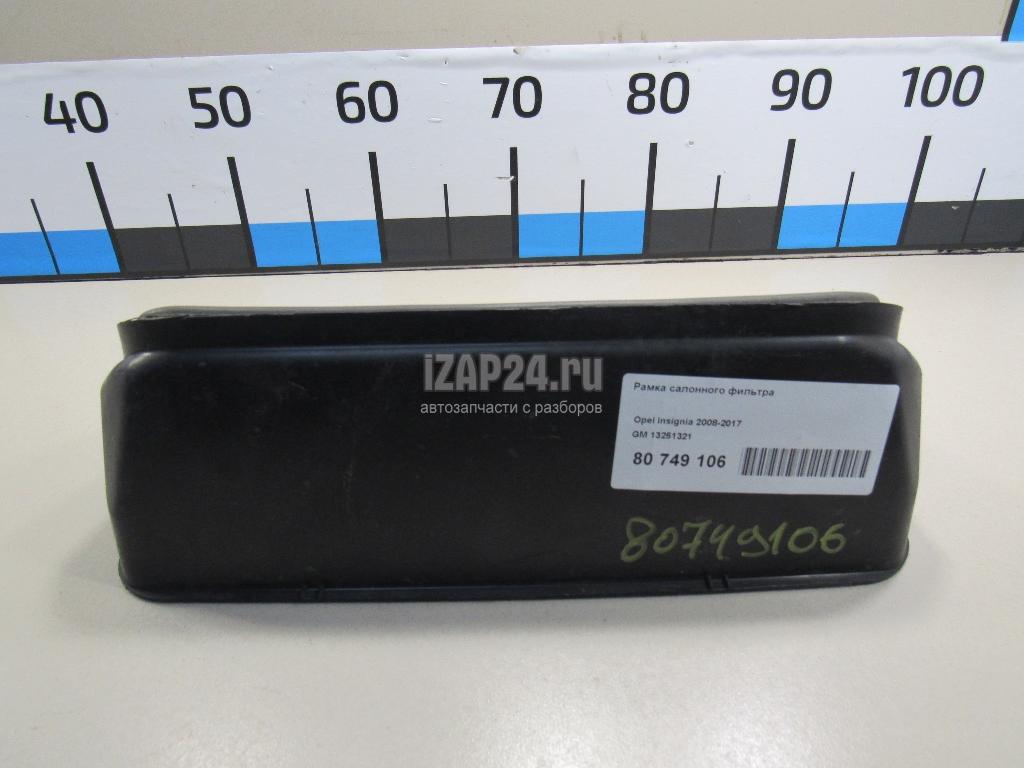 40 50 60 70 80 90 100
iZAP24.ru
автозапчасти с разборов
Рамка салонного фильтра
Opel Insignia 2008-2017
GM 13251321
80 749 106
80749106